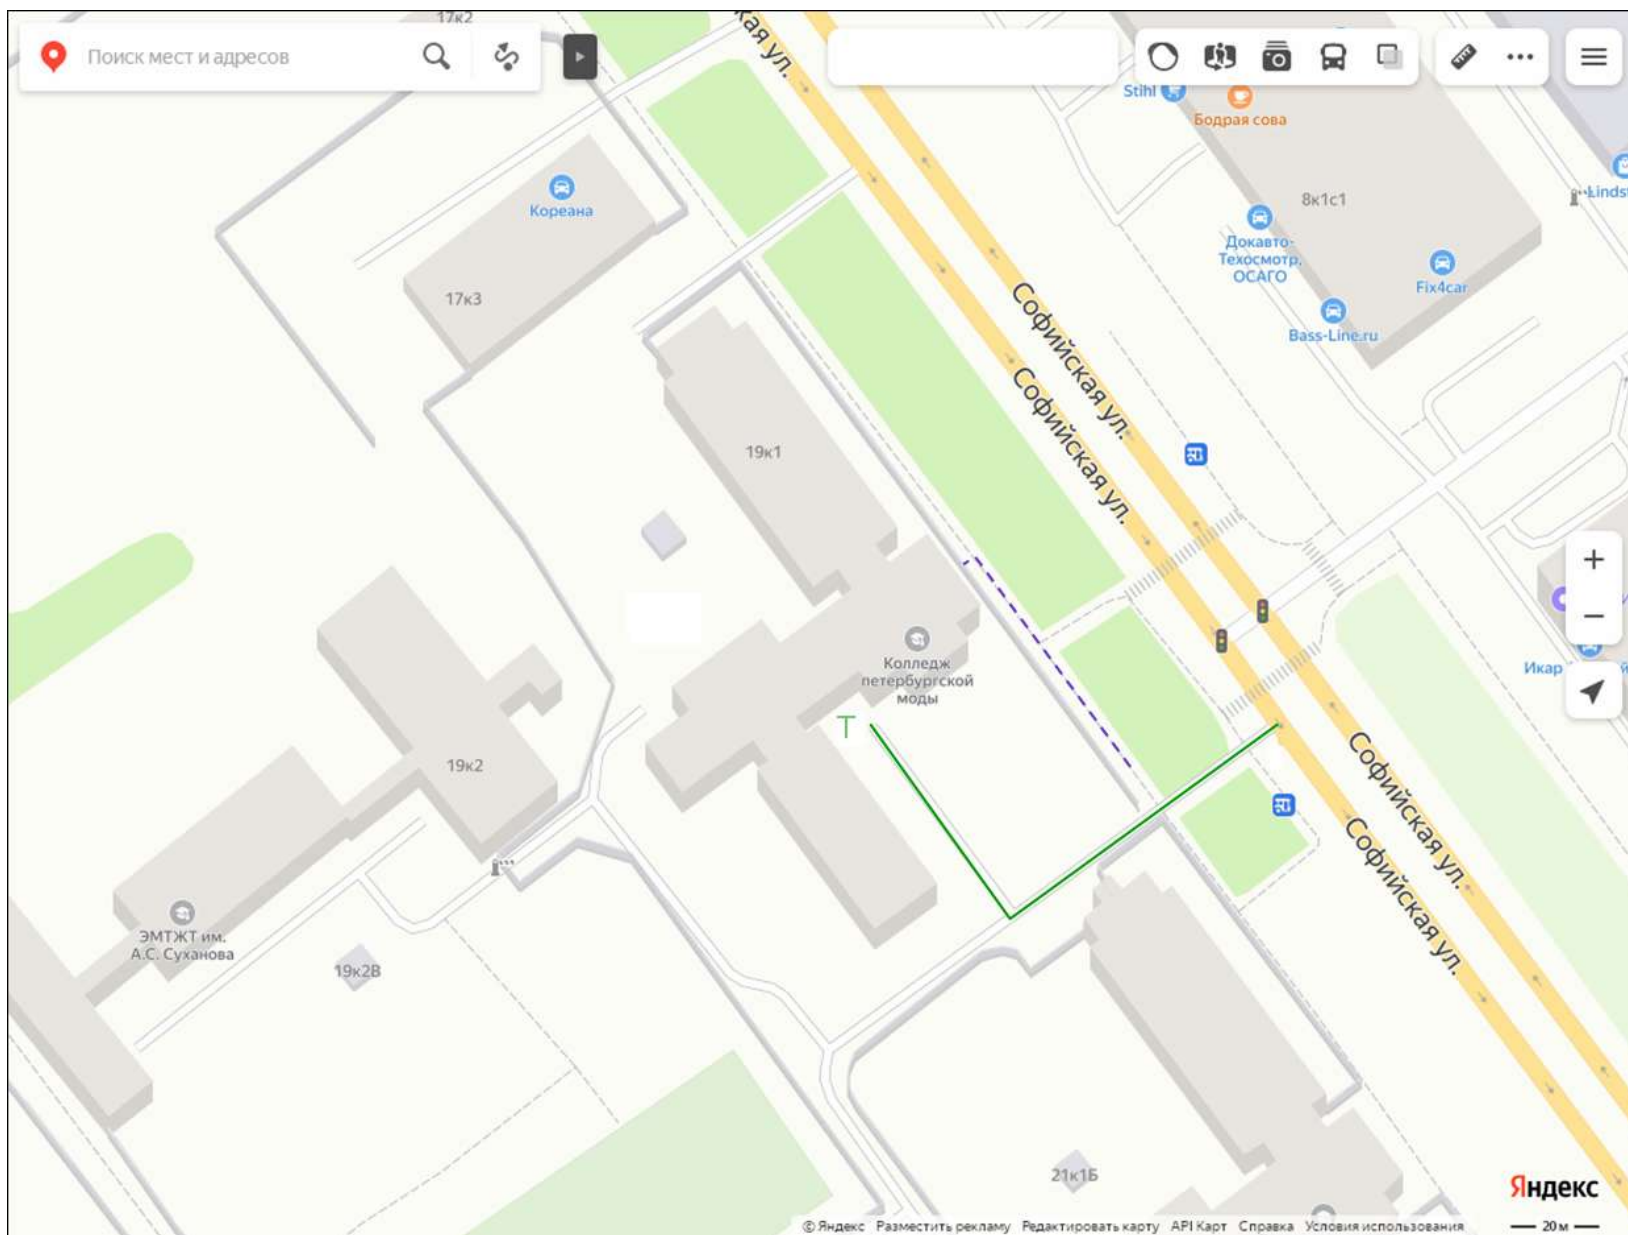 17к2
Поиск мест и адресов
кая ул.
Stihl
Бодрая сова
Кореана
8к1с1
Докавто-
Техосмотр,
ОСАГО
Fix4car
Bass-Line.ru
17к3
Софийская ул.
Софийская ул.
19к1
Колледж
петербургской
моды
Икар
Т
19к2
Софийская ул.
Софийская ул.
ЭМТЖТ им.
А.С. Суханова
19к2В
21к1Б
Яндекс
© Яндекс Разместить рекламу Редактировать карту API Карт Справка Условия использования
20 м